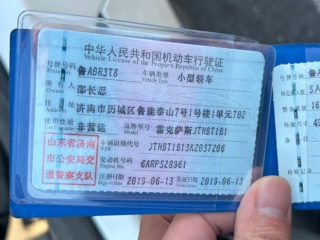 中华人民共和国机动车行驶证
Vehicle License of the People's Republic of China
号牌号码 鲁A0R3T8 车辆类型 小型轿车
所有人 邵长忍
住址 济南市历城区鲁能泰山7号1号楼1单元702
使用性质 非营运 品牌型号 雷克萨斯JTHBT1B1
山东省济南
市公安局交
通警察支队
车辆识别代号 JTHBT1B13K2037206
发动机号码 6ARP528961
注册日期 2019-06-13 发证日期 2019-06-13